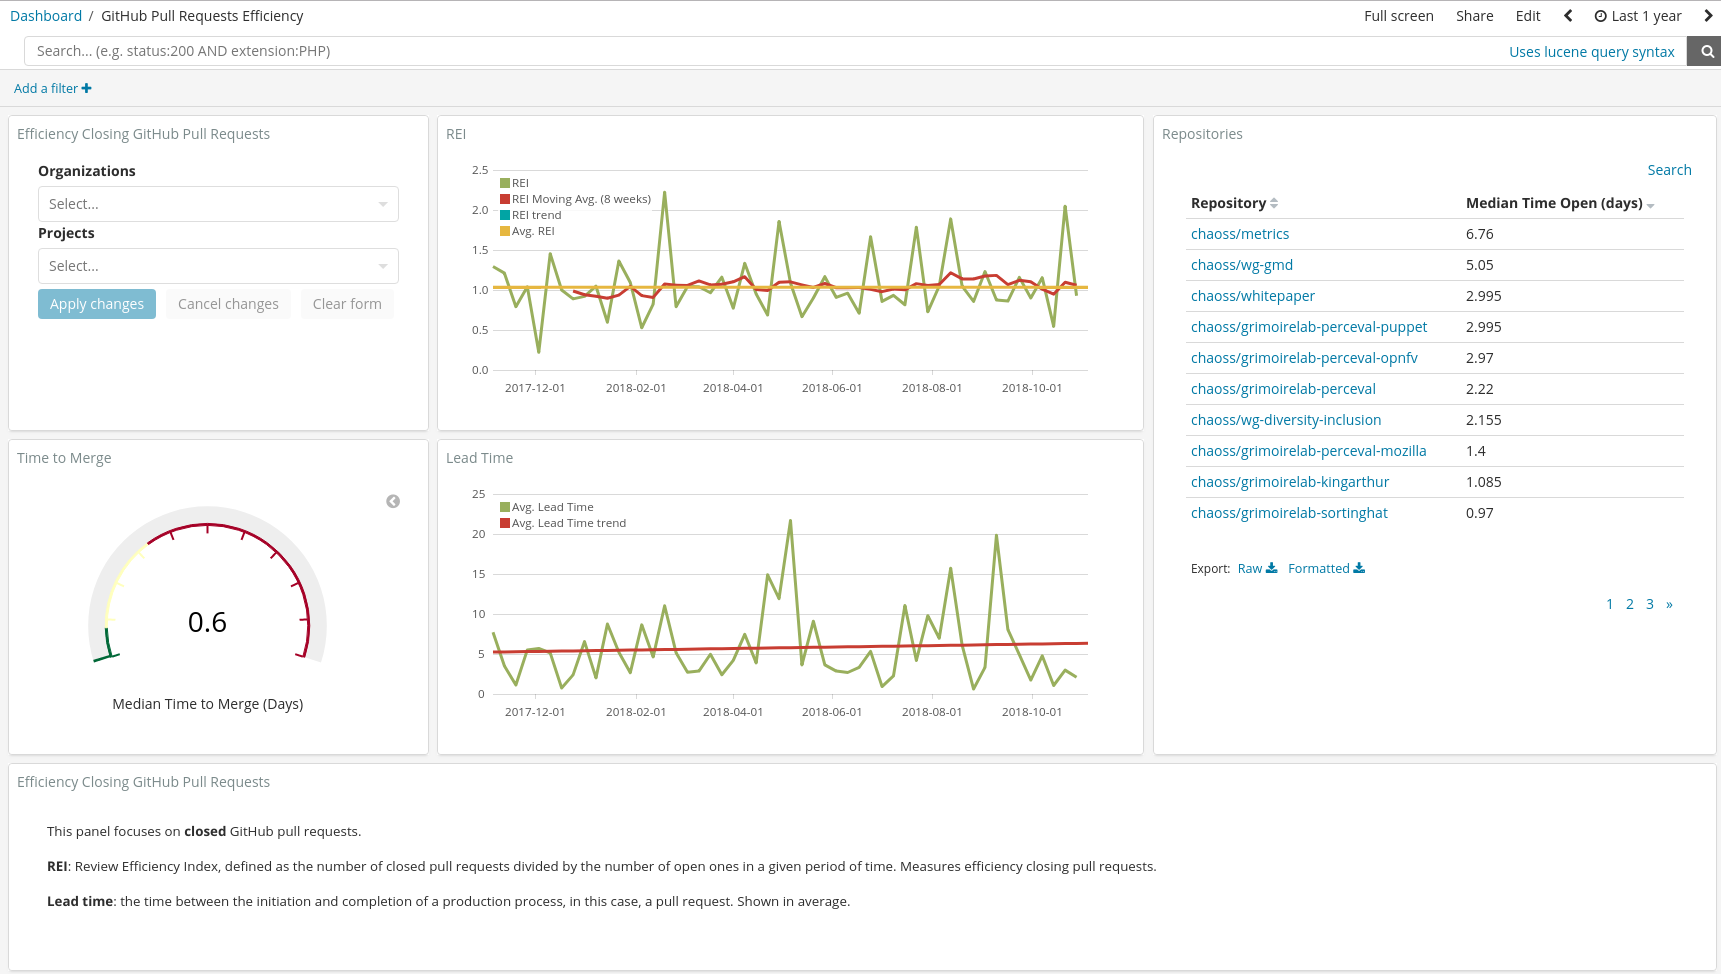 Dashboard / GitHub Pull Requests Efficiency
Full screen Share Edit Last 1 year
Search... (e.g. status:200 AND extension:PHP)
Uses lucene query syntax
Add a filter
Efficiency Closing GitHub Pull Requests
Organizations
Select...
Projects
Select...
Apply changes Cancel changes Clear form
REI
2.5
2.0
1.5
1.0
0.5
0.0
REI
REI Moving Avg. (8 weeks)
REI trend
Avg. REI
2017-12-01 2018-02-01 2018-04-01 2018-06-01 2018-08-01 2018-10-01
Repositories
Search
Repository Median Time Open (days)
chaoss/metrics 6.76
chaoss/wg-gmd 5.05
chaoss/whitepaper 2.995
chaoss/grimoirelab-perceval-puppet 2.995
chaoss/grimoirelab-perceval-opnfv 2.97
chaoss/grimoirelab-perceval 2.22
chaoss/wg-diversity-inclusion 2.155
chaoss/grimoirelab-perceval-mozilla 1.4
chaoss/grimoirelab-kingarthur 1.085
chaoss/grimoirelab-sortinghat 0.97
Export: Raw Formatted
1 2 3 »
Time to Merge
0.6
Median Time to Merge (Days)
Lead Time
25
20
15
10
5
0
Avg. Lead Time
Avg. Lead Time trend
2017-12-01 2018-02-01 2018-04-01 2018-06-01 2018-08-01 2018-10-01
Efficiency Closing GitHub Pull Requests
This panel focuses on closed GitHub pull requests.
REI: Review Efficiency Index, defined as the number of closed pull requests divided by the number of open ones in a given period of time. Measures efficiency closing pull requests.
Lead time: the time between the initiation and completion of a production process, in this case, a pull request. Shown in average.